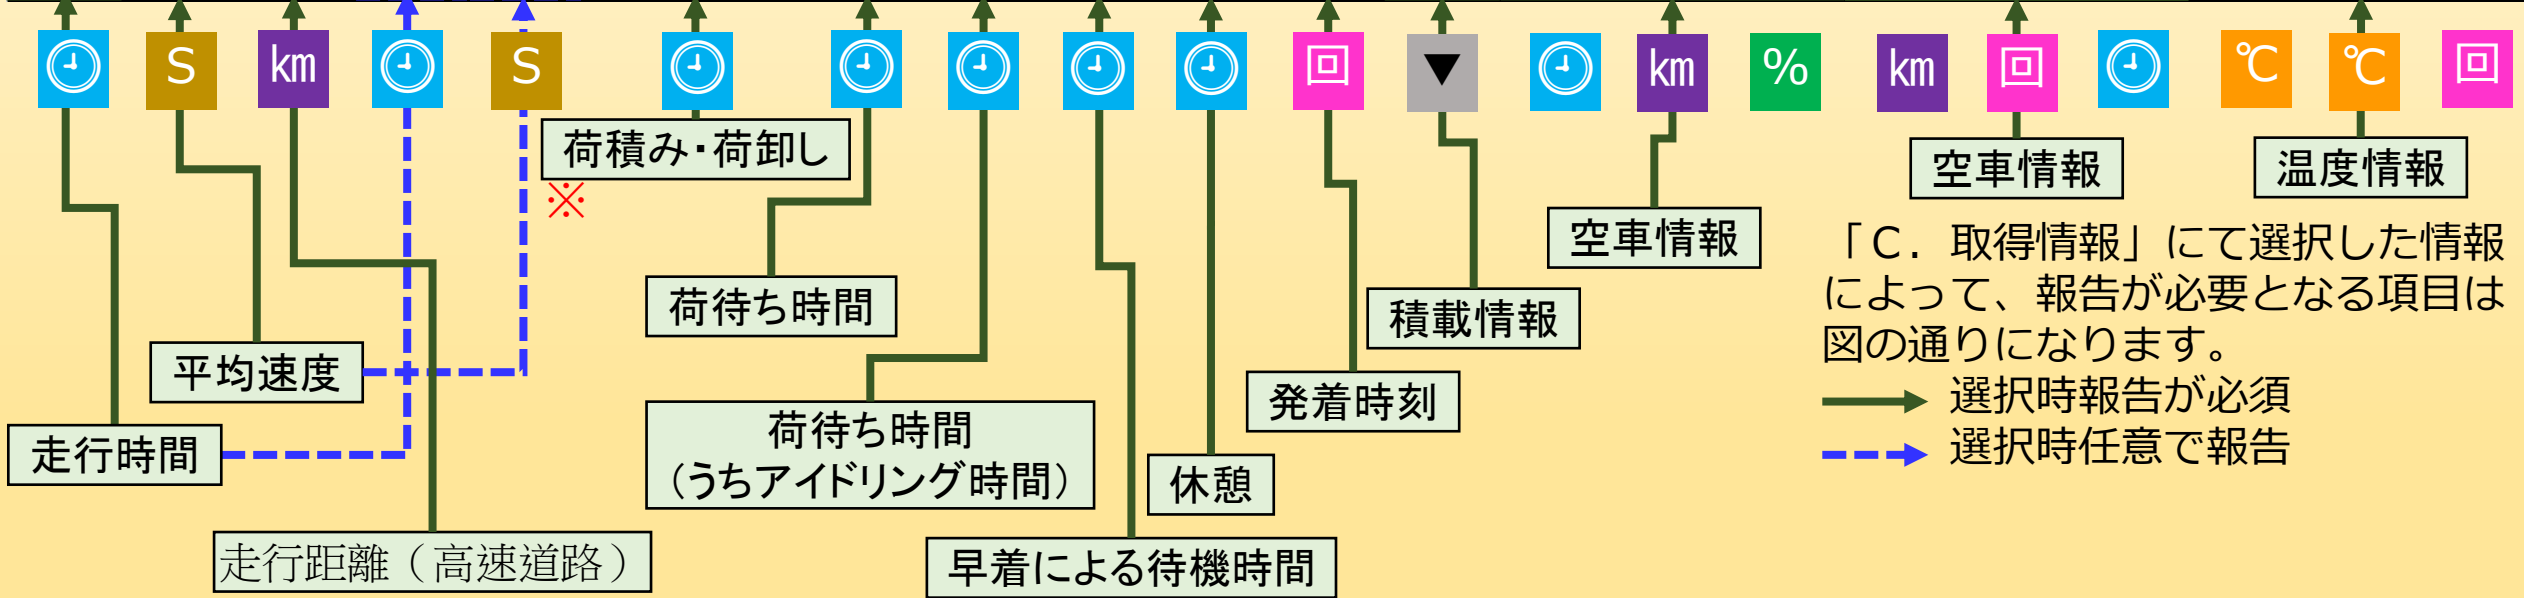 S
km
S
回
▼
km
%
km
回
℃
℃
回
荷積み・荷卸し
※
空車情報
温度情報
空車情報
荷待ち時間
積載情報
平均速度
発着時刻
走行時間
荷待ち時間
(うちアイドリング時間)
休憩
走行距離（高速道路）
早着による待機時間
「C．取得情報」にて選択した情報
によって、報告が必要となる項目は
図の通りになります。
選択時報告が必須
選択時任意で報告